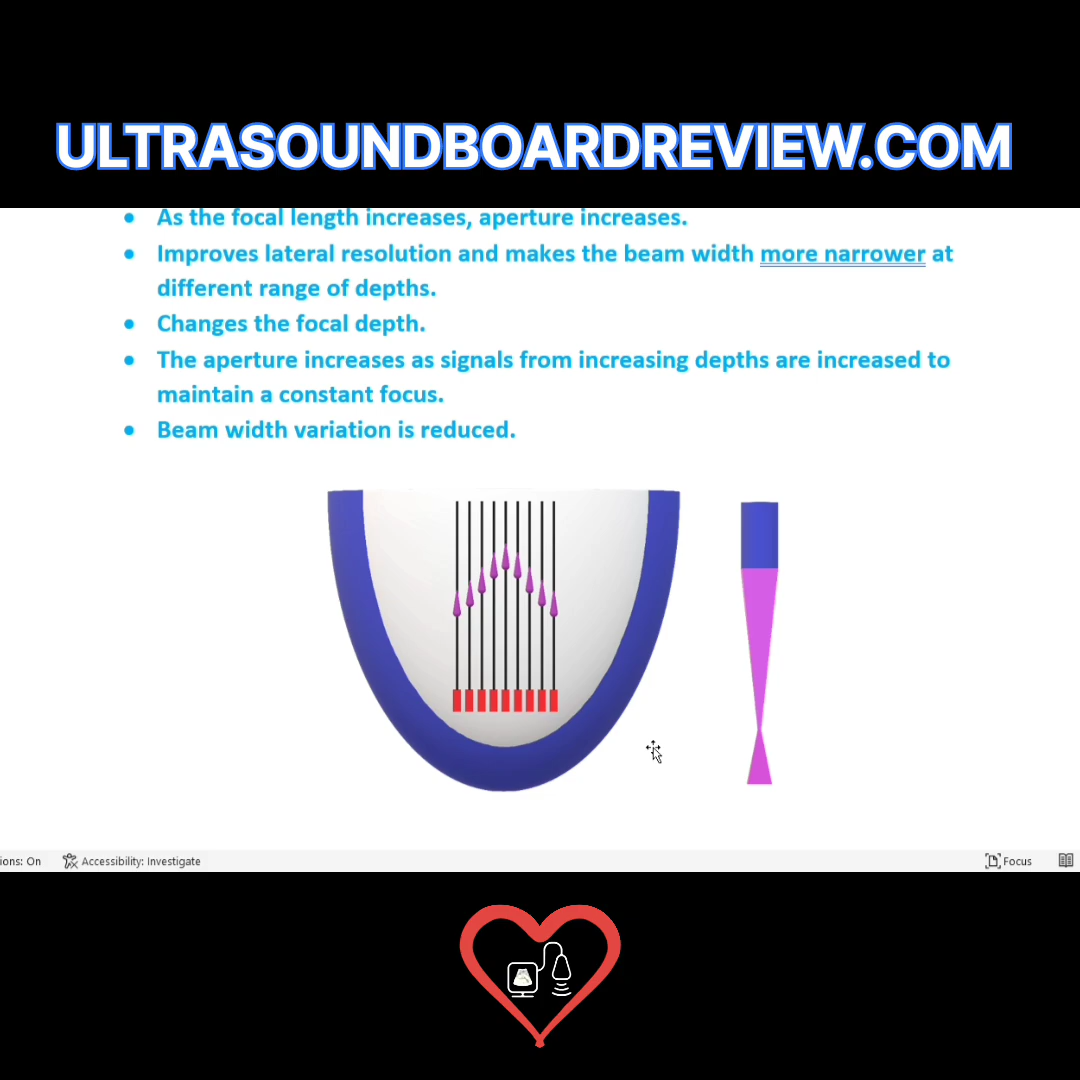 ULTRASOUNDBOARDREVIEW.COM
• As the focal length increases, aperture increases.
• Improves lateral resolution and makes the beam width more narrower at
different range of depths.
• Changes the focal depth.
• The aperture increases as signals from increasing depths are increased to
maintain a constant focus.
• Beam width variation is reduced.
ions: On Accessibility: Investigate Focus